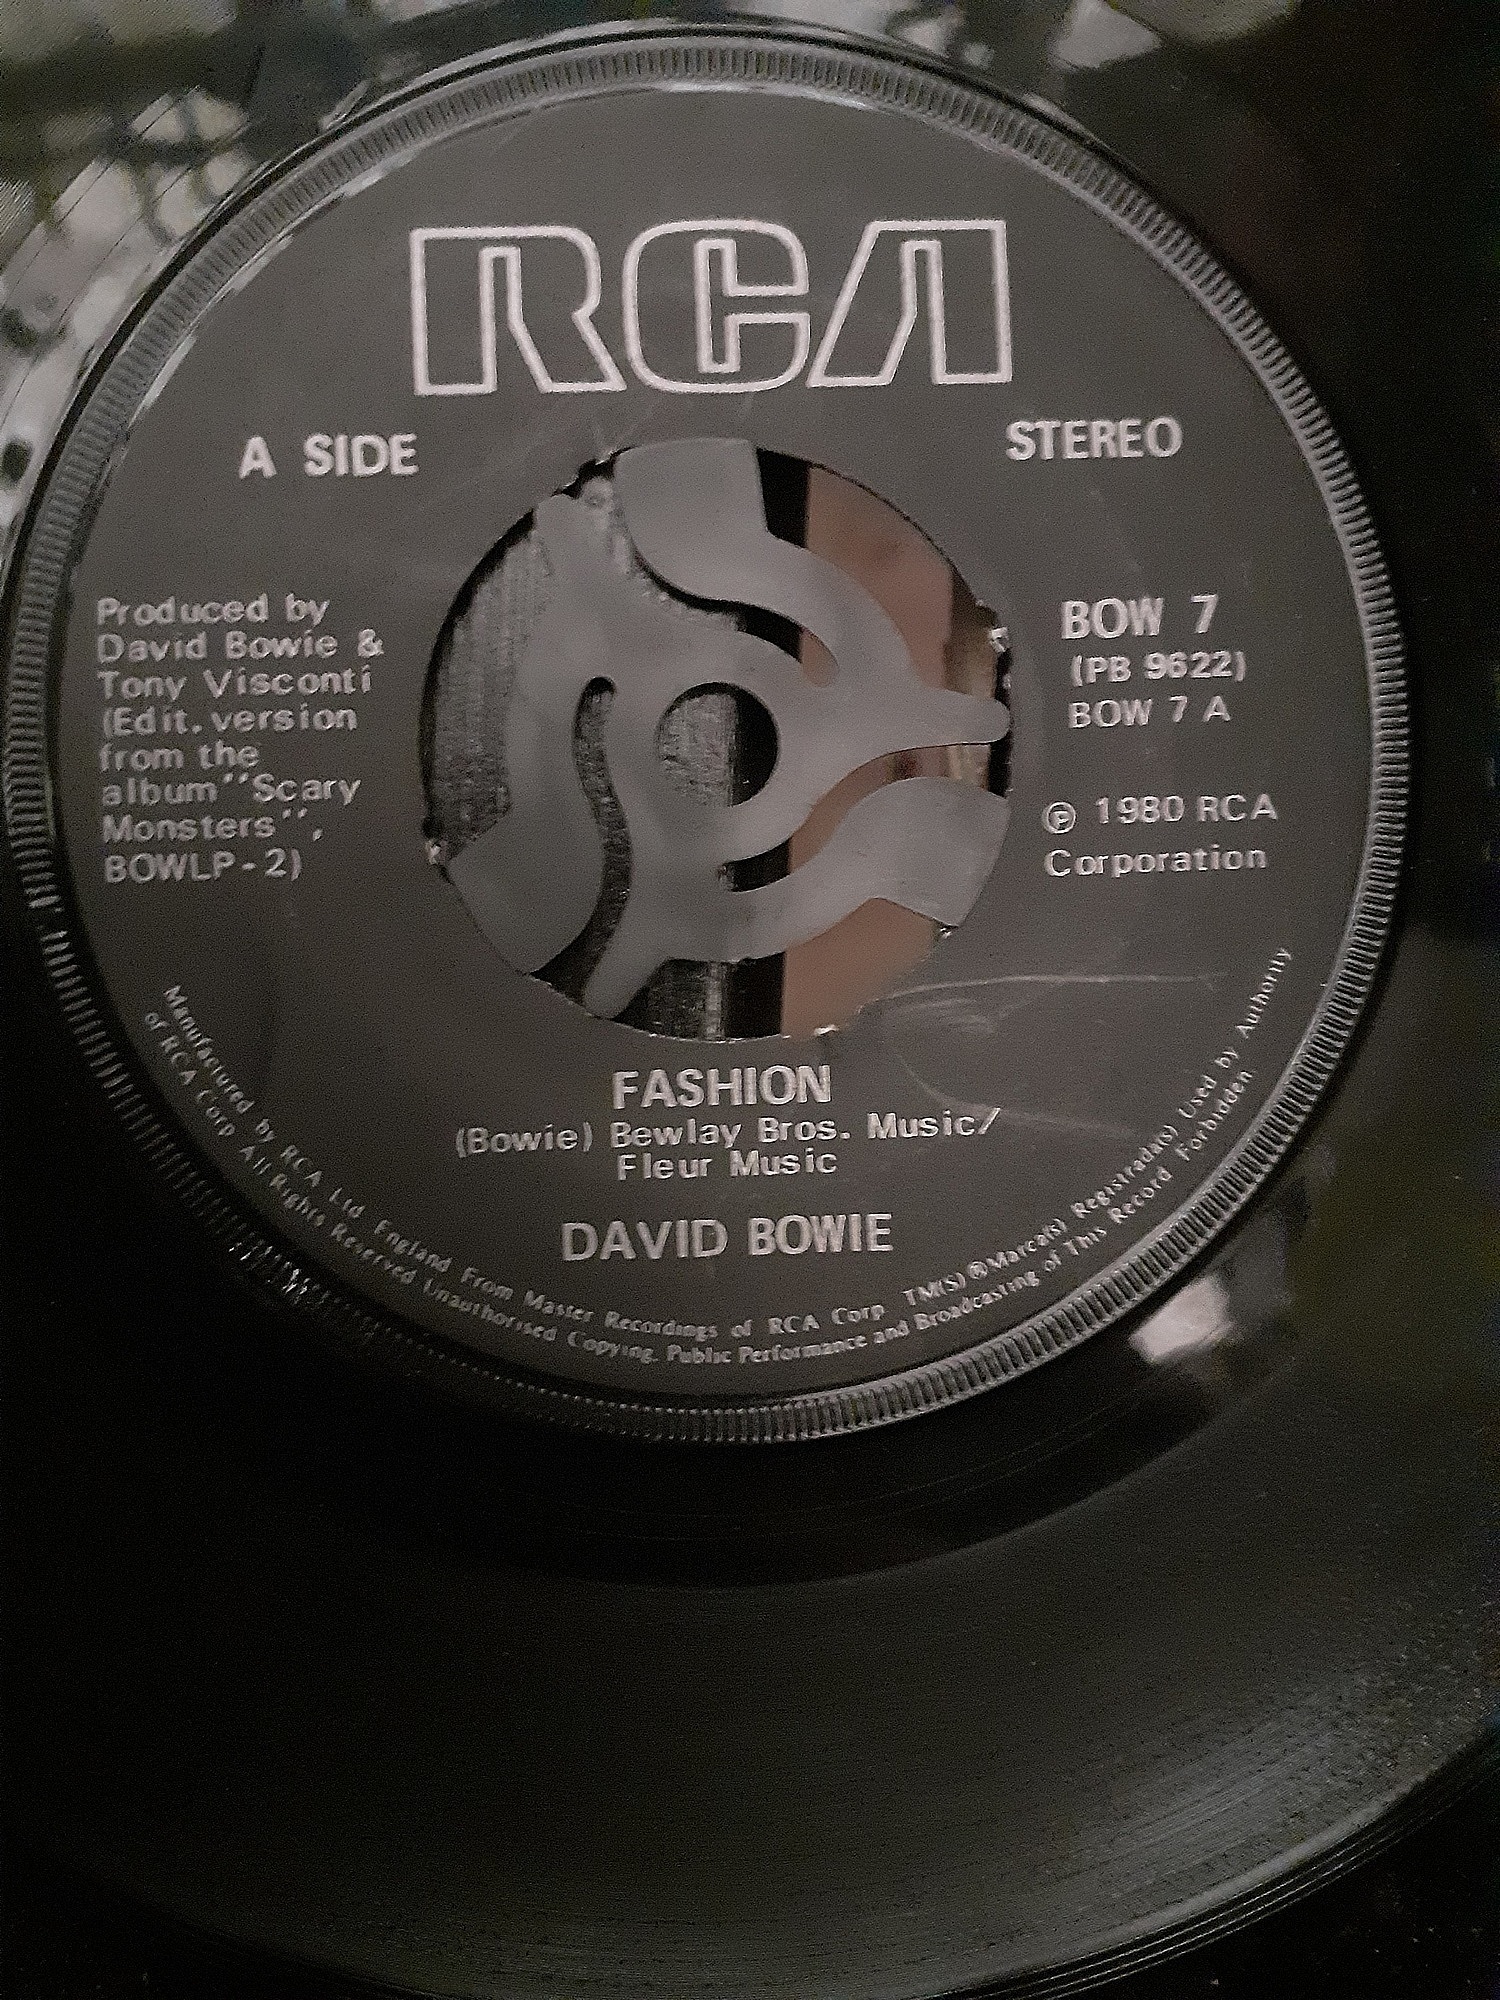 RCA
A SIDE
STEREO
Produced by
David Bowie &
Tony Visconti
(Edit. version
from the
album "Scary
Monsters",
BOWLP-2)
BOW 7
(PB 9622)
BOW 7 A
℗ 1980 RCA
Corporation
FASHION
(Bowie) Bewlay Bros. Music/
Fleur Music
DAVID BOWIE
Manufactured by RCA Ltd England From Master Recordings of RCA Corp TM(S) ® Marca(s) Registrada(s) Used by Authority
of RCA Corp All Rights Reserved Unauthorised Copying, Public Performance and Broadcasting of This Record Forbidden